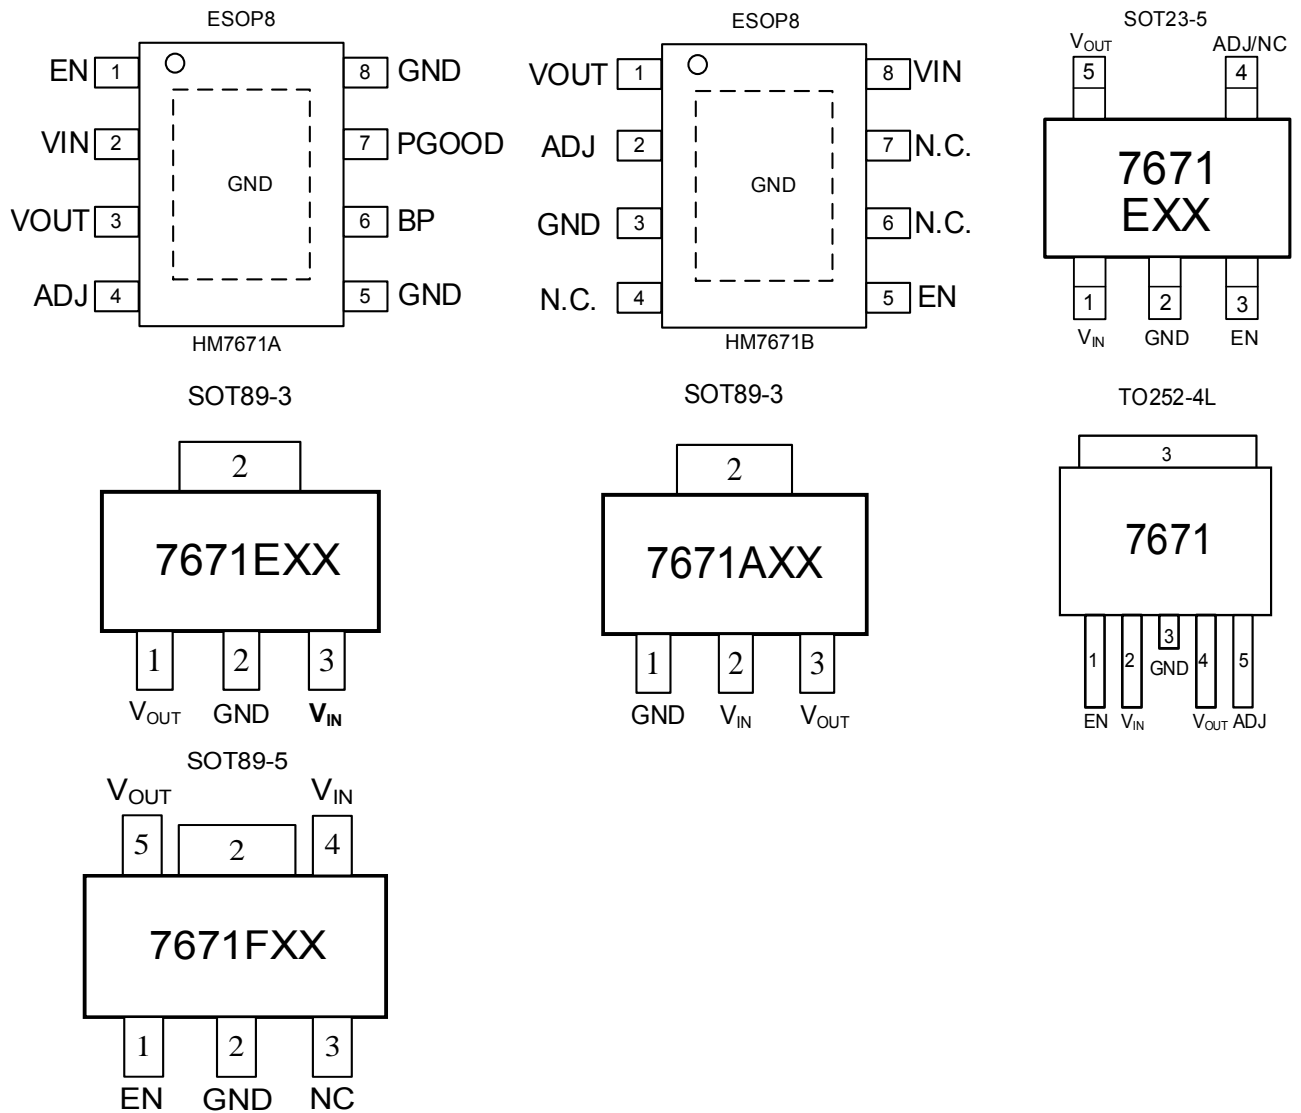 ESOP8
EN 1 8 GND
VIN 2 7 PGOOD
GND
VOUT 3 6 BP
ADJ 4 5 GND
HM7671A
ESOP8
VOUT 1 8 VIN
ADJ 2 7 N.C.
GND
GND 3 6 N.C.
N.C. 4 5 EN
HM7671B
SOT23-5
VOUT ADJ/NC
5 4
7671
EXX
1 2 3
VIN GND EN
SOT89-3
2
7671EXX
1 2 3
VOUT GND VIN
SOT89-3
2
7671AXX
1 2 3
GND VIN VOUT
TO252-4L
3
7671
1 2 3 4 5
GND
EN VIN VOUT ADJ
SOT89-5
VOUT VIN
5 2 4
7671FXX
1 2 3
EN GND NC